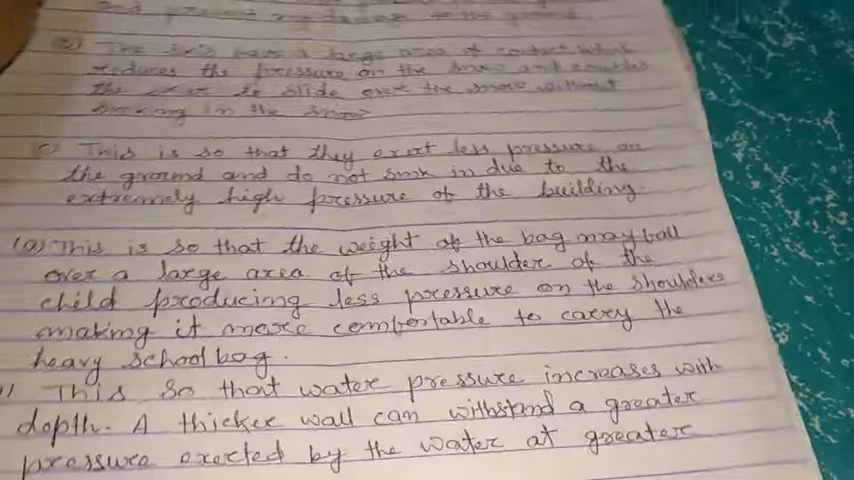 and prevent
(b) The skis have a large area of contact which
reduces the pressure on the snow and enables
the to slide over the snow without
sinking in the snow
c) This is so that they exert less pressure on
the ground and do not sink in due to the
extremely high pressure of the building.
(a) This is so that the weight of the bag may ball
over a large area of the shoulder of the
child producing less pressure on the shoulders
making it more comfortable to carry the
heavy school bag.
This so that water pressure increases with
depth. A thicker wall can withstand a greater
pressure exerted by the water at greater